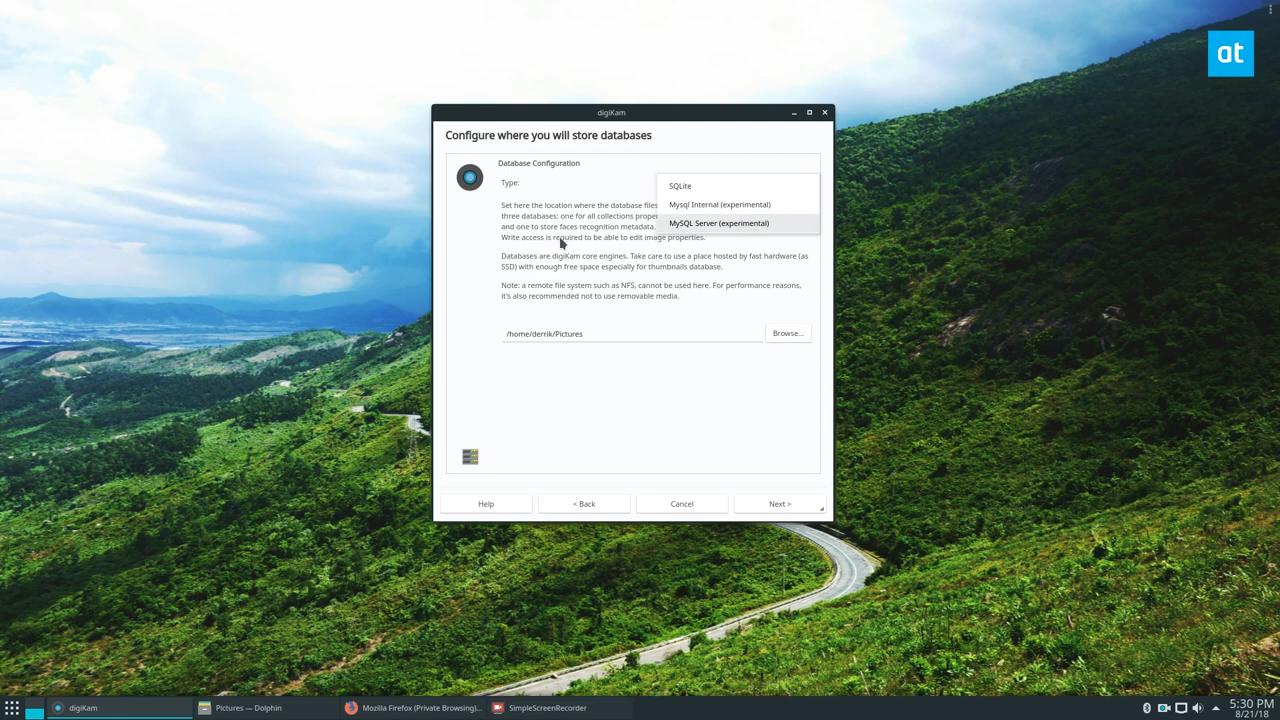 at
digiKam
Configure where you will store databases
Database Configuration
Type:
SQLite
Mysql Internal (experimental)
MySQL Server (experimental)
Set here the location where the database files
three databases: one for all collections
and one to store faces recognition metadata.
Write access is required to be able to edit image properties.
Databases are digiKam core engines. Take care to use a place hosted by fast hardware (as
SSD) with enough free space especially for thumbnails database.
Note: a remote file system such as NFS, cannot be used here. For performance reasons,
it's also recommended not to use removable media.
/home/derrik/Pictures
Browse...
Help
< Back
Cancel
Next >
digiKam
Pictures — Dolphin
Mozilla Firefox (Private Browsing)...
SimpleScreenRecorder
5:30 PM
8/21/18